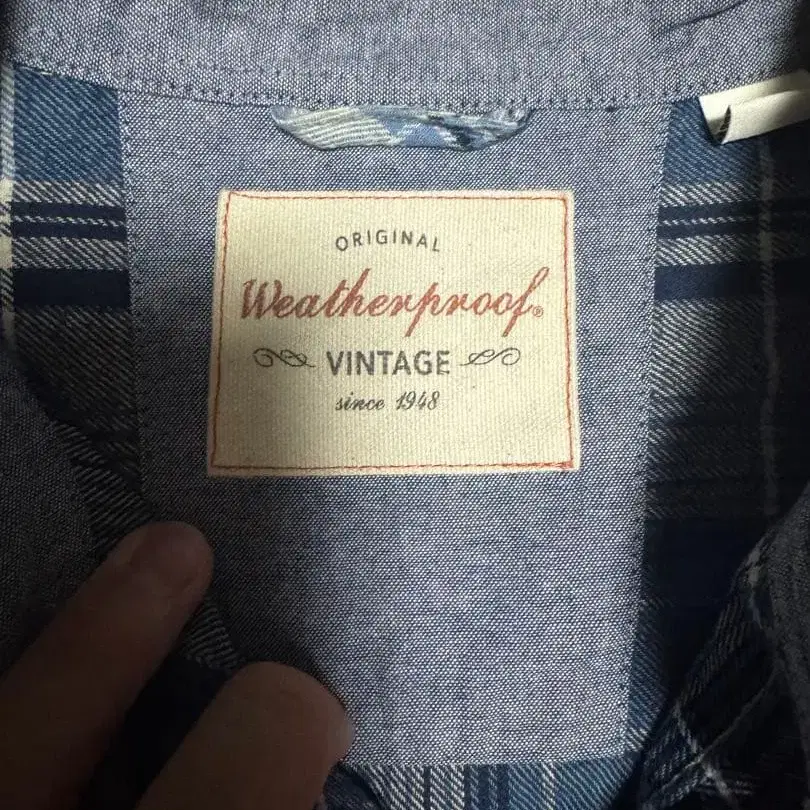 ORIGINAL
Weatherproof®
VINTAGE
since 1948